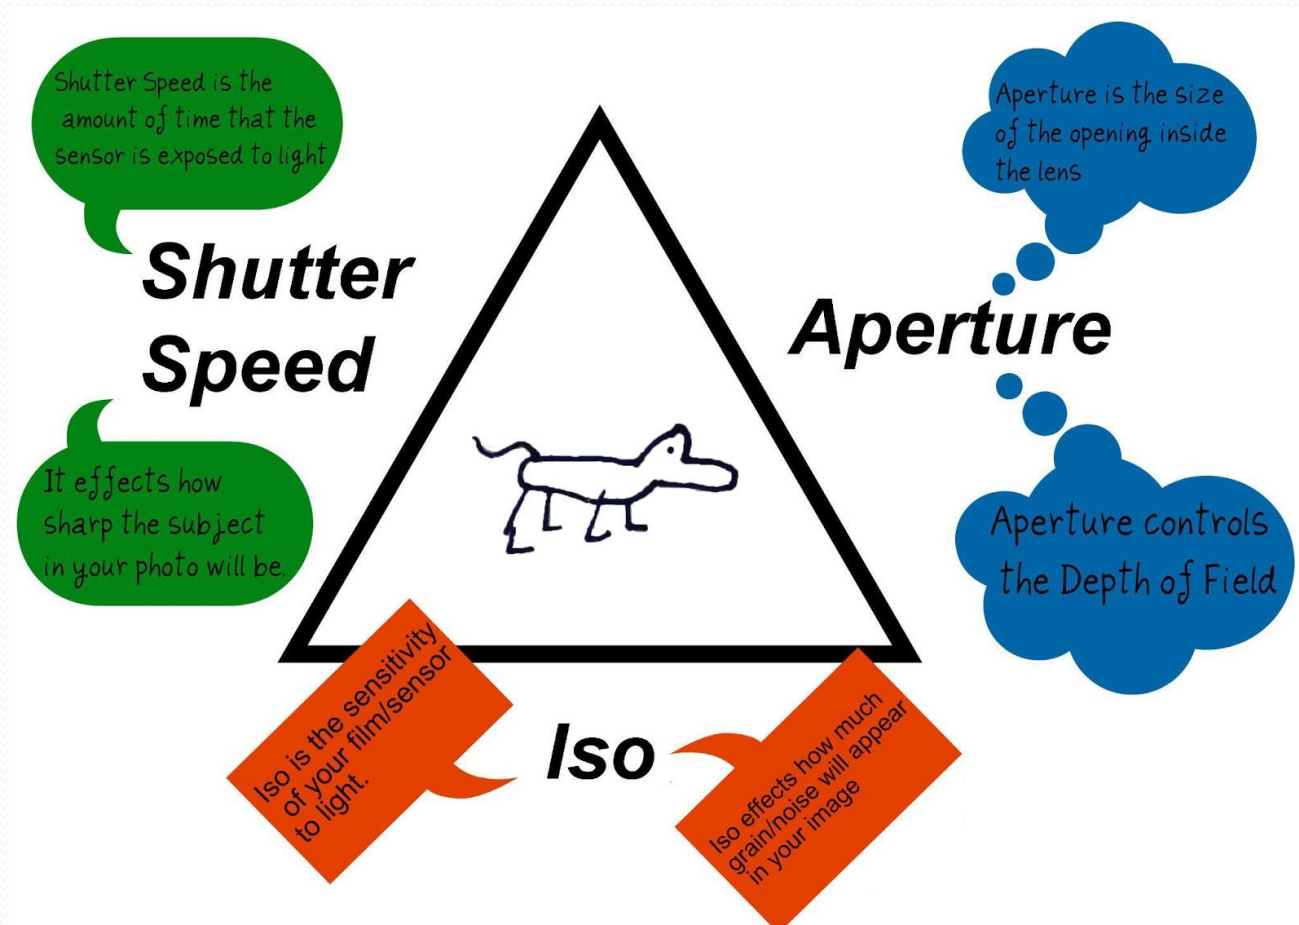 Shutter Speed is the
amount of time that the
sensor is exposed to light
Shutter
Speed
It effects how
sharp the subject
in your photo will be.
Aperture is the size
of the opening inside
the lens
Aperture
Aperture controls
the Depth of Field
Iso is the sensitivity
of your film/sensor
to light.
Iso
Iso effects how much
grain/noise will appear
in your image